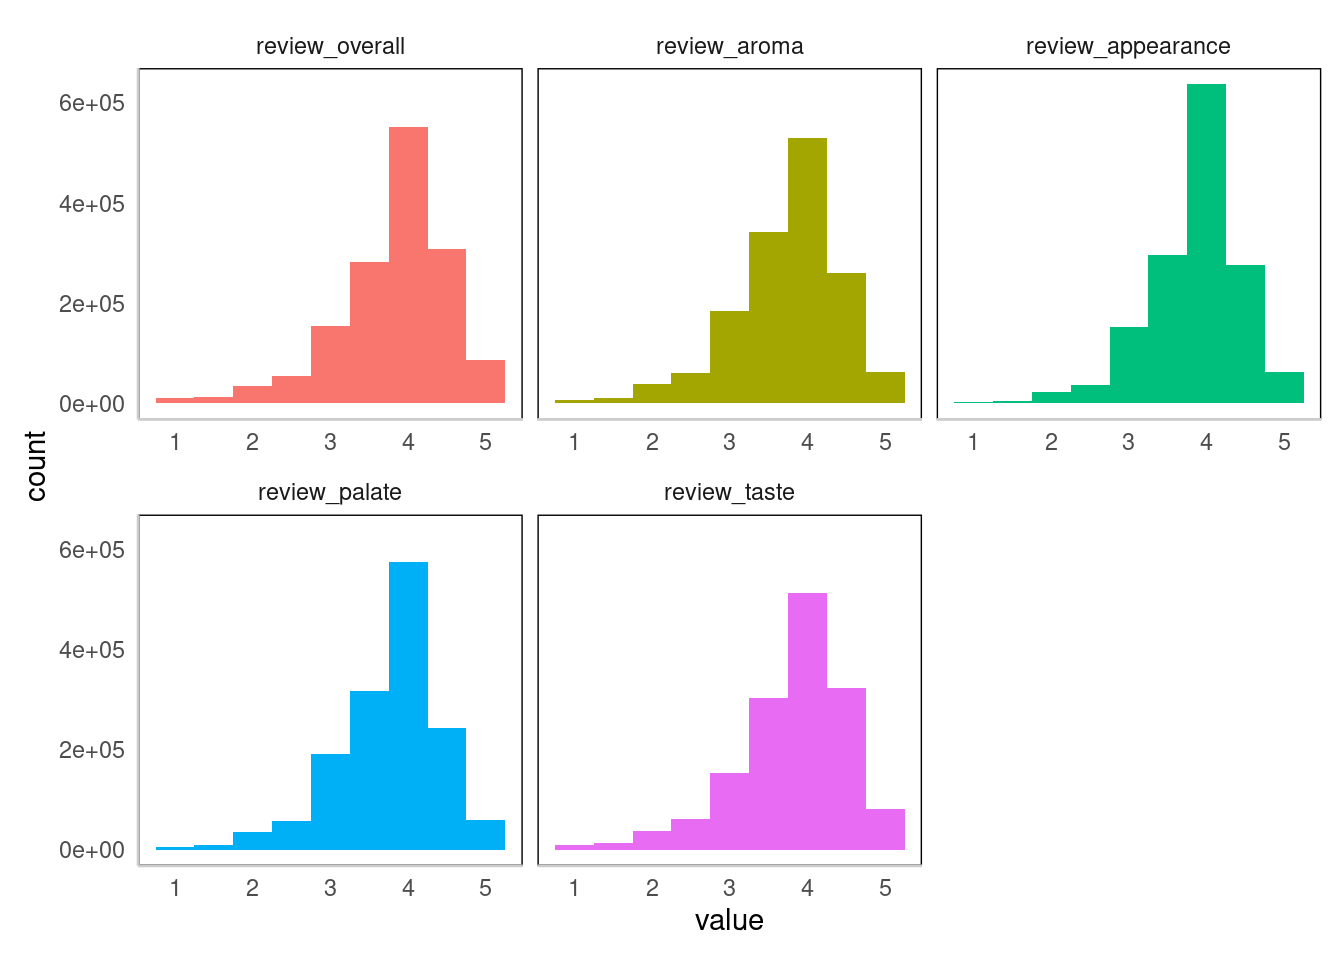 review_overall
review_aroma
review_appearance
6e+05
4e+05
2e+05
0e+00
1 2 3 4 5
1 2 3 4 5
1 2 3 4 5
count
review_palate
review_taste
6e+05
4e+05
2e+05
0e+00
1 2 3 4 5
1 2 3 4 5
value